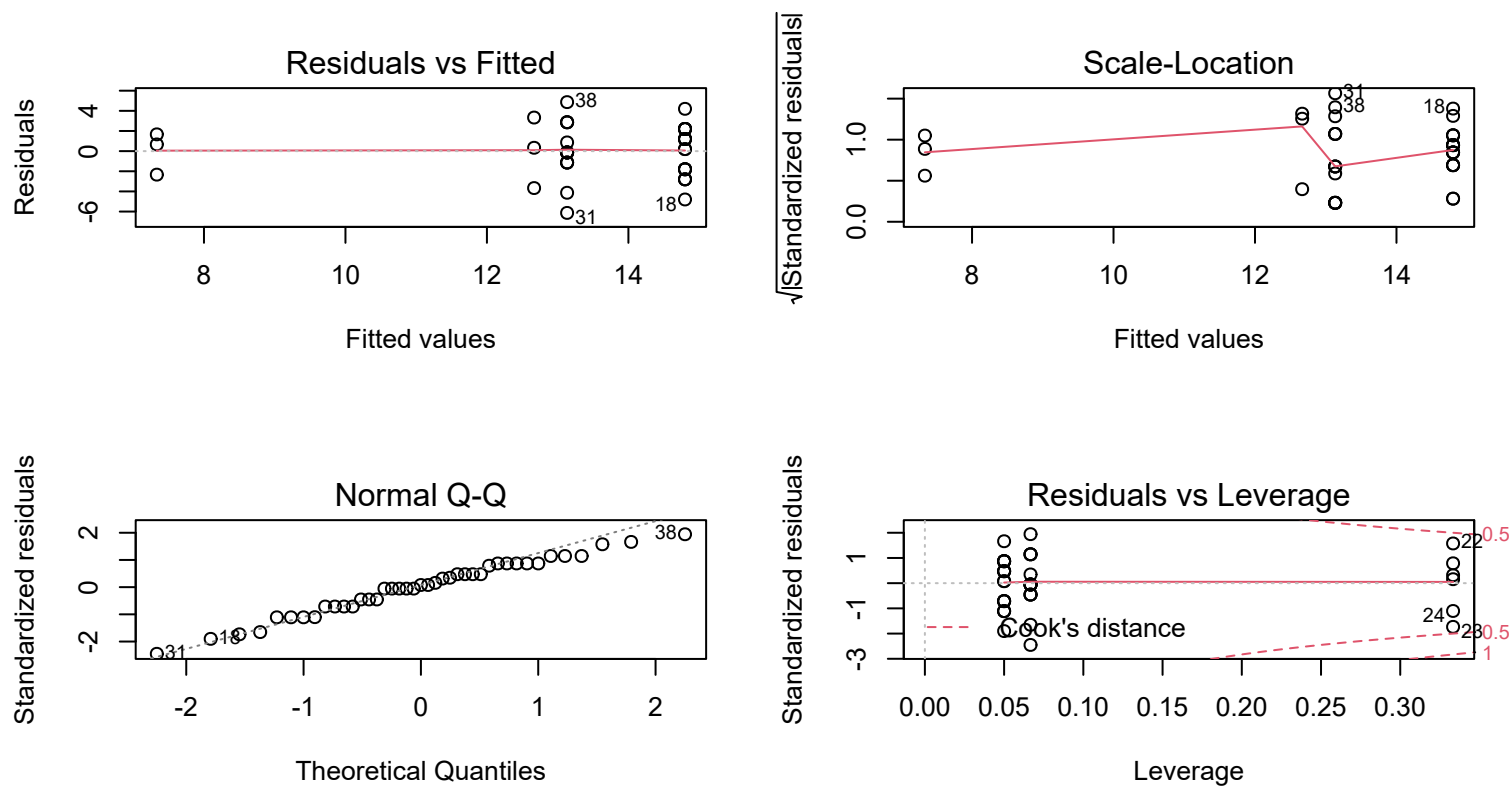 Residuals vs Fitted
Residuals
4
0
-6
38
31
18
8 10 12 14
Fitted values
Scale-Location
√|Standardized residuals|
1.0
0.0
31
38
18
8 10 12 14
Fitted values
Normal Q-Q
Standardized residuals
2
0
-2
38
18
31
-2 -1 0 1 2
Theoretical Quantiles
Residuals vs Leverage
Standardized residuals
1
-1
-3
22
24
23
0.5
0.5
1
Cook's distance
0.00 0.05 0.10 0.15 0.20 0.25 0.30
Leverage